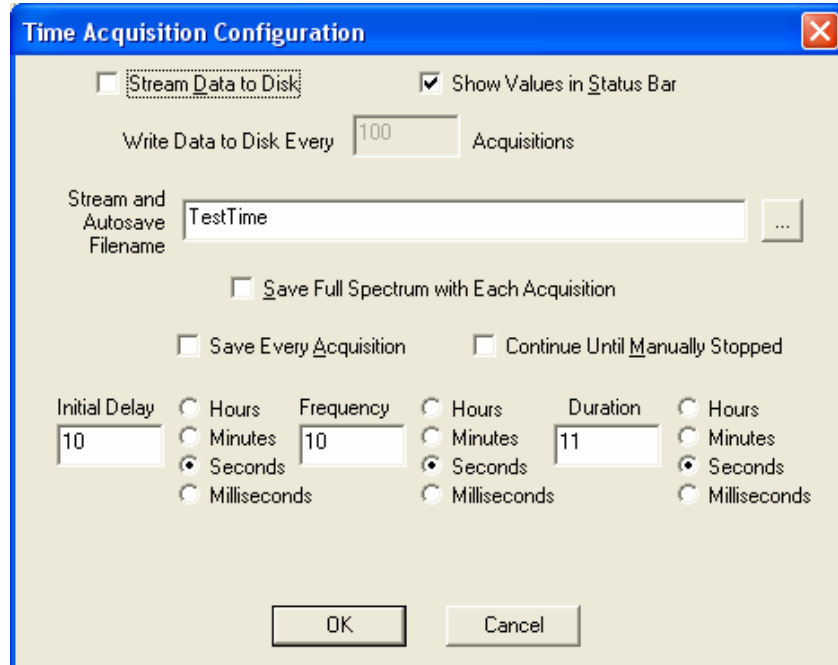 Time Acquisition Configuration
Stream Data to Disk
Show Values in Status Bar
Write Data to Disk Every 100 Acquisitions
Stream and
Autosave
Filename
TestTime
...
Save Full Spectrum with Each Acquisition
Save Every Acquisition
Continue Until Manually Stopped
Initial Delay
10
Hours
Minutes
Seconds
Milliseconds
Frequency
10
Hours
Minutes
Seconds
Milliseconds
Duration
11
Hours
Minutes
Seconds
Milliseconds
OK
Cancel